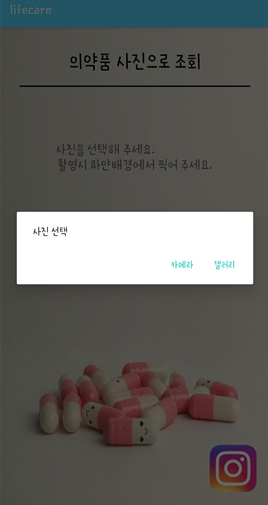 lifecare
의약품 사진으로 조회
사진을 선택해 주세요.
촬영시 하얀배경에서 찍어 주세요.
사진 선택
카메라 갤러리